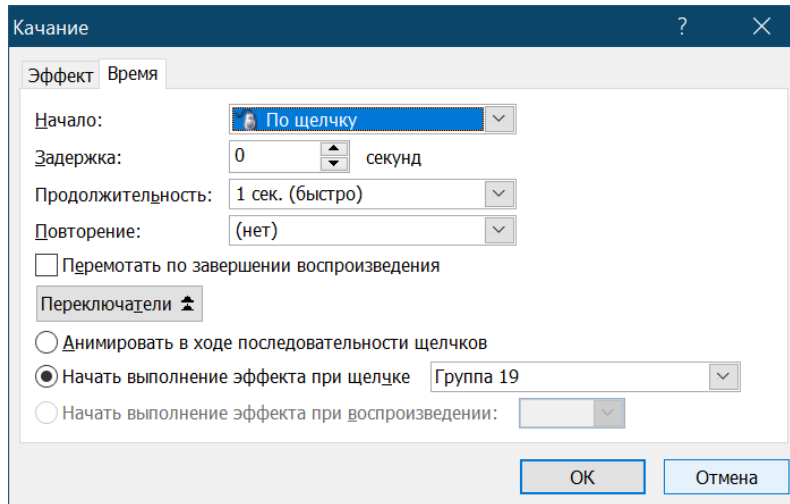 Качание
Эффект Время
Начало: По щелчку
Задержка: 0 секунд
Продолжительность: 1 сек. (быстро)
Повторение: (нет)
Перемотать по завершении воспроизведения
Переключатели
Анимировать в ходе последовательности щелчков
Начать выполнение эффекта при щелчке Группа 19
Начать выполнение эффекта при воспроизведении:
ОК Отмена